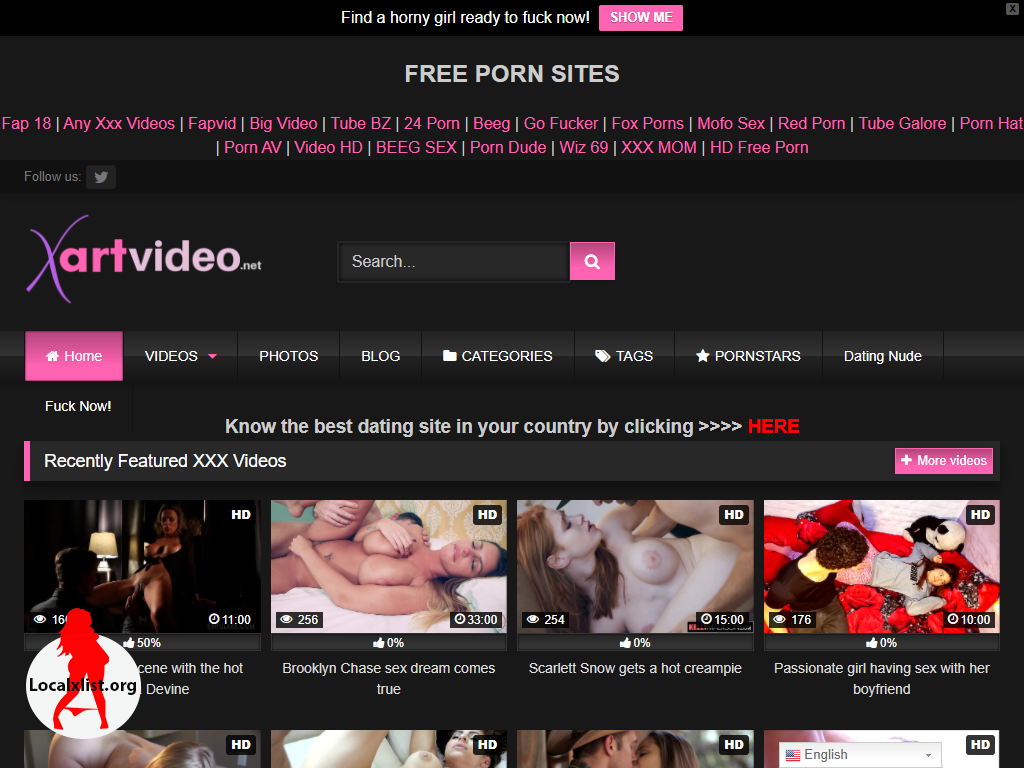 Find a horny girl ready to fuck now! SHOW ME
X
FREE PORN SITES
Fap 18 | Any Xxx Videos | Fapvid | Big Video | Tube BZ | 24 Porn | Beeg | Go Fucker | Fox Porns | Mofo Sex | Red Porn | Tube Galore | Porn Hat
| Porn AV | Video HD | BEEG SEX | Porn Dude | Wiz 69 | XXX MOM | HD Free Porn
Follow us:
Xartvideo.net
Search...
Home VIDEOS PHOTOS BLOG CATEGORIES TAGS PORNSTARS Dating Nude
Fuck Now!
Know the best dating site in your country by clicking >>>> HERE
Recently Featured XXX Videos + More videos
HD HD HD HD
11:00 256 33:00 254 15:00 176 10:00
50% 0% 0% 0%
cene with the hot
Devine
Brooklyn Chase sex dream comes
true
Scarlett Snow gets a hot creampie
Passionate girl having sex with her
boyfriend
Localxlist.org
HD HD HD HD
English